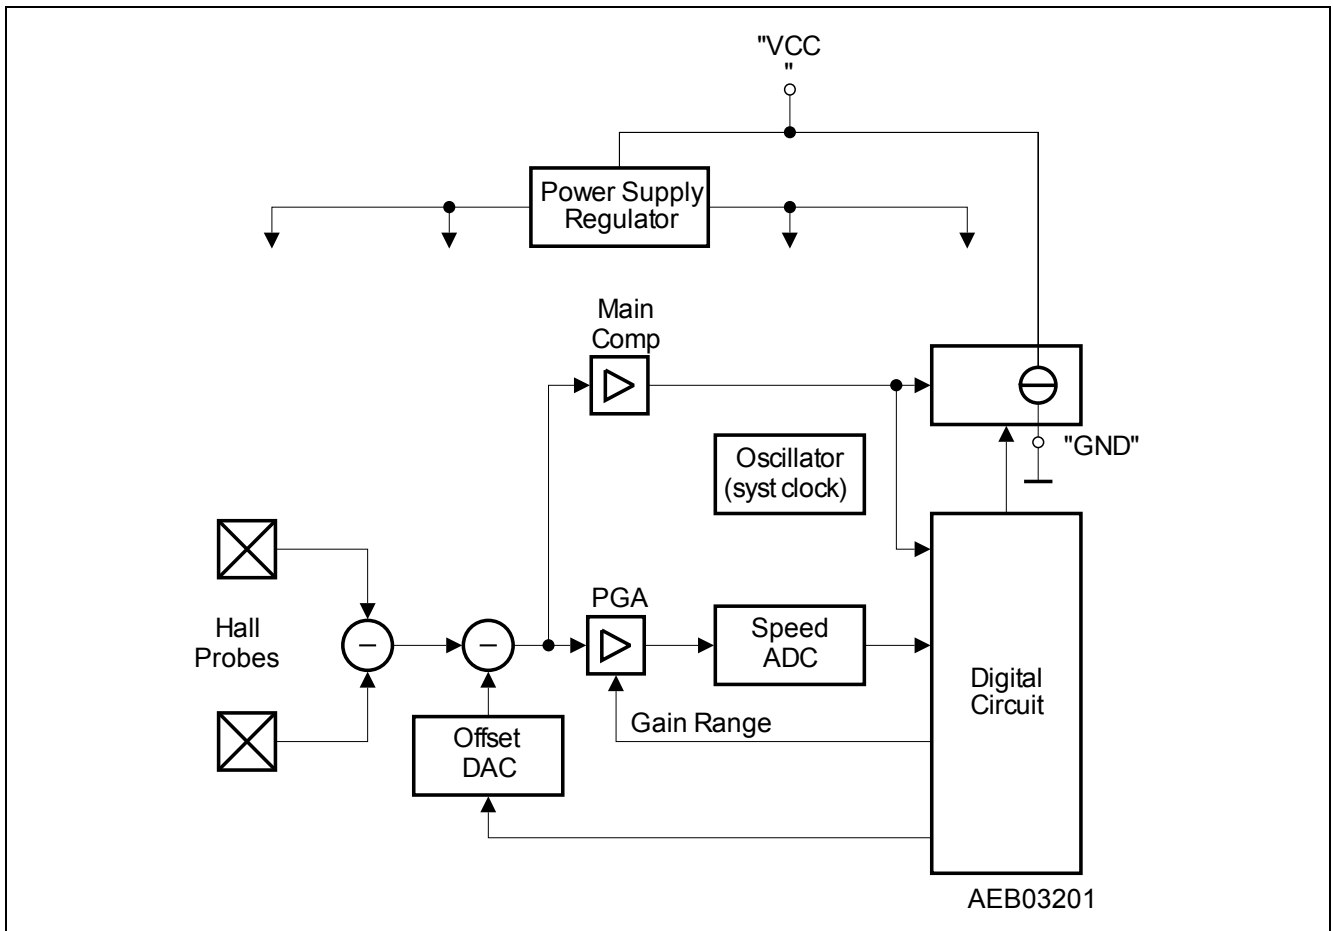 "VCC
"
Power Supply
Regulator
Main
Comp
"GND"
Oscillator
(syst clock)
PGA
Hall
Probes
Speed
ADC
Digital
Circuit
Gain Range
Offset
DAC
AEB03201